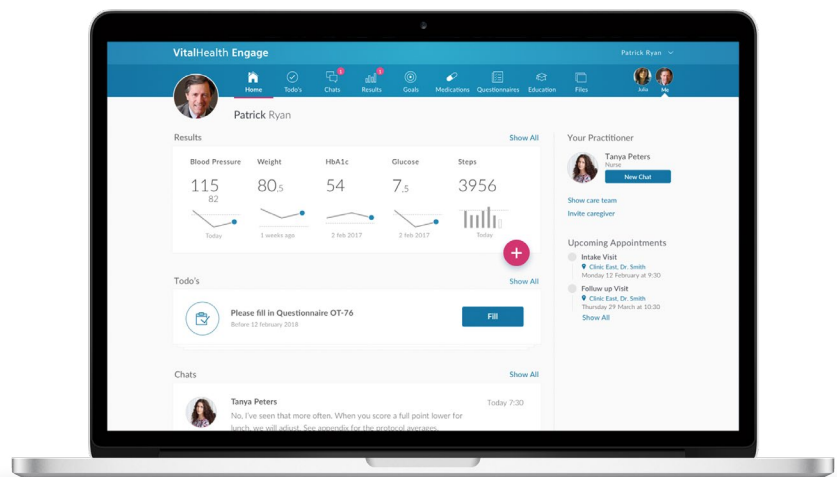 VitalHealth Engage
Patrick Ryan
Home
Todo's
1
Chats
1
Results
Goals
Medications
Questionnaires
Education
Files
Julia
Me
Patrick Ryan
Results
Show All
Blood Pressure
Weight
HbA1c
Glucose
Steps
115
82
80.5
54
7.5
3956
Today
1 weeks ago
2 feb 2017
2 feb 2017
Today
+
Your Practitioner
Tanya Peters
Nurse
New Chat
Show care team
Invite caregiver
Upcoming Appointments
Intake Visit
Clinic East, Dr. Smith
Monday 12 February at 9:30
Folluw up Visit
Clinic East, Dr. Smith
Thursday 29 March at 10:30
Show All
Todo's
Show All
Please fill in Questionnaire OT-76
Before 12 february 2018
Fill
Chats
Show All
Tanya Peters
Today 7:30
No, I've seen that more often. When you score a full point lower for
lunch, we will adjust. See appendix for the protocol averages.